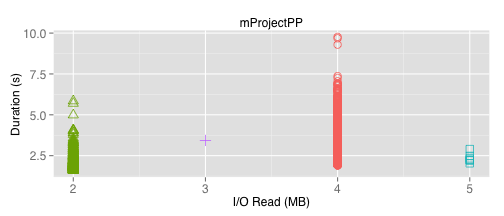 mProjectPP
Duration (s)
10.0
7.5
5.0
2.5
2 3 4 5
I/O Read (MB)